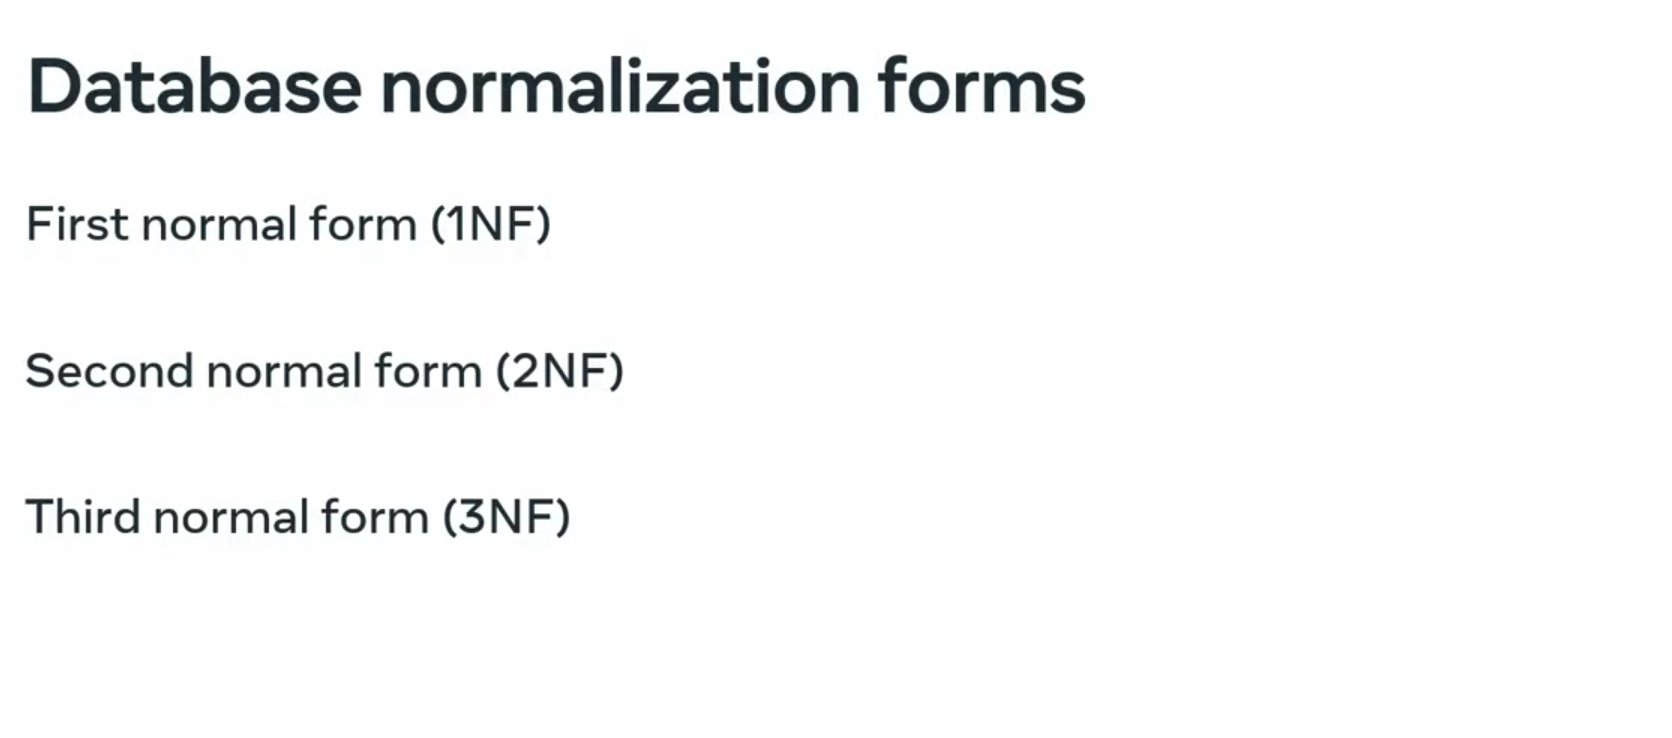 Database normalization forms
First normal form (1NF)
Second normal form (2NF)
Third normal form (3NF)